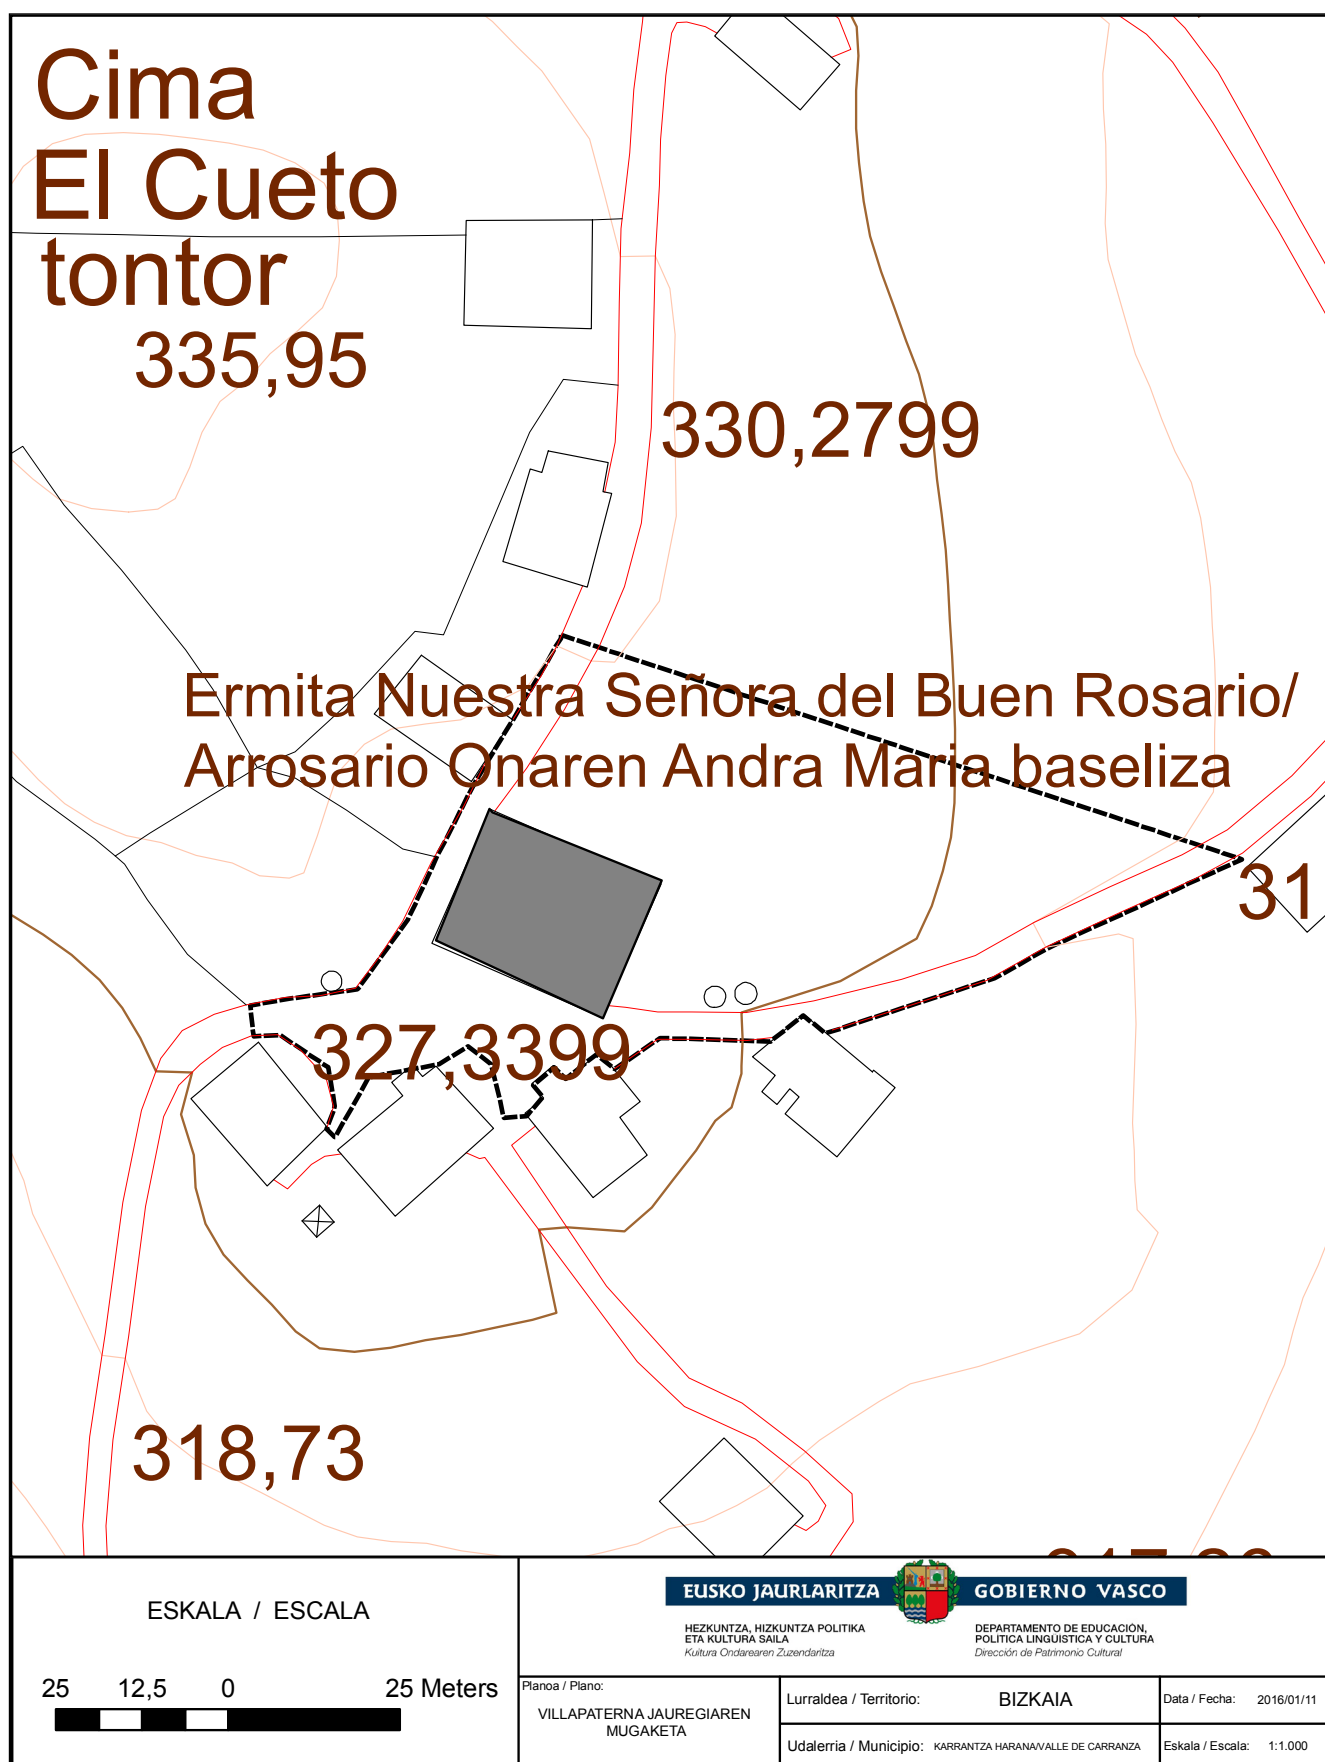 Cima
El Cueto
tontor
335,95
330,2799
Ermita Nuestra Señora del Buen Rosario/
Arrosario Onaren Andra Maria baseliza
31
327,3399
318,73
ESKALA / ESCALA
25 12,5 0 25 Meters
EUSKO JAURLARITZA GOBIERNO VASCO
HEZKUNTZA, HIZKUNTZA POLITIKA
ETA KULTURA SAILA
Kultura Ondarearen Zuzendaritza
DEPARTAMENTO DE EDUCACIÓN,
POLÍTICA LINGÜISTICA Y CULTURA
Dirección de Patrimonio Cultural
Planoa / Plano:
VILLAPATERNA JAUREGIAREN
MUGAKETA
Lurraldea / Territorio: BIZKAIA
Data / Fecha: 2016/01/11
Udalerria / Municipio: KARRANTZA HARANA/VALLE DE CARRANZA
Eskala / Escala: 1:1.000